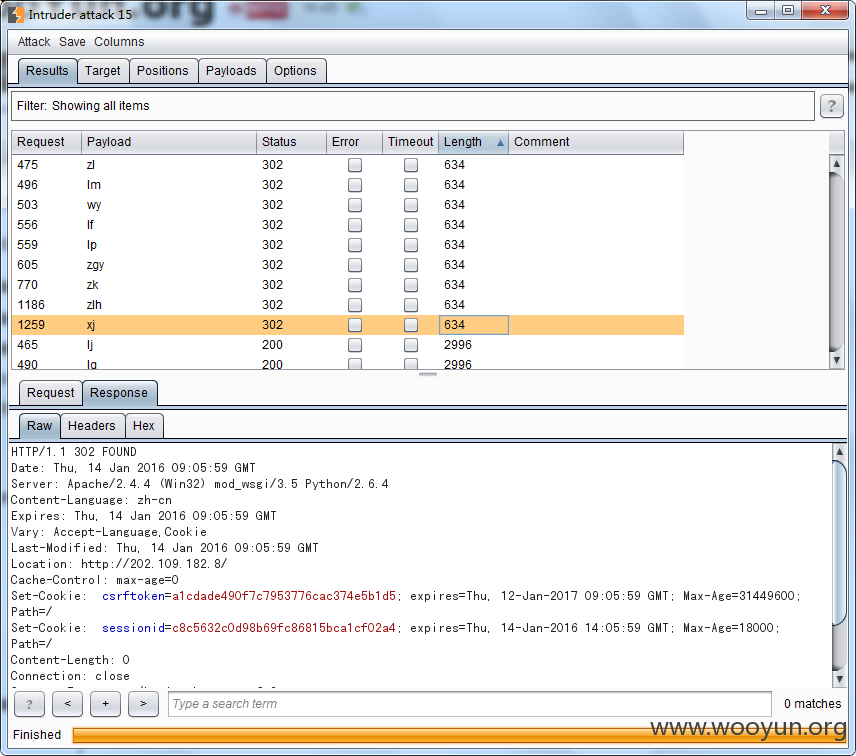 Intruder attack 15
Attack Save Columns
Results Target Positions Payloads Options
Filter: Showing all items ?
Request Payload Status Error Timeout Length Comment
475 zl 302 634
496 lm 302 634
503 wy 302 634
556 lf 302 634
559 lp 302 634
605 zgy 302 634
770 zk 302 634
1186 zlh 302 634
1259 xj 302 634
465 lj 200 2996
490 lq 200 2996
Request Response
Raw Headers Hex
HTTP/1.1 302 FOUND
Date: Thu, 14 Jan 2016 09:05:59 GMT
Server: Apache/2.4.4 (Win32) mod_wsgi/3.5 Python/2.6.4
Content-Language: zh-cn
Expires: Thu, 14 Jan 2016 09:05:59 GMT
Vary: Accept-Language,Cookie
Last-Modified: Thu, 14 Jan 2016 09:05:59 GMT
Location: http://202.109.182.8/
Cache-Control: max-age=0
Set-Cookie: csrftoken=a1cdade490f7c7953776cac374e5b1d5; expires=Thu, 12-Jan-2017 09:05:59 GMT; Max-Age=31449600;
Path=/
Set-Cookie: sessionid=c8c5632c0d98b69fc86815bca1cf02a4; expires=Thu, 14-Jan-2016 14:05:59 GMT; Max-Age=18000;
Path=/
Content-Length: 0
Connection: close
? < + > Type a search term 0 matches
Finished
www.wooyun.org